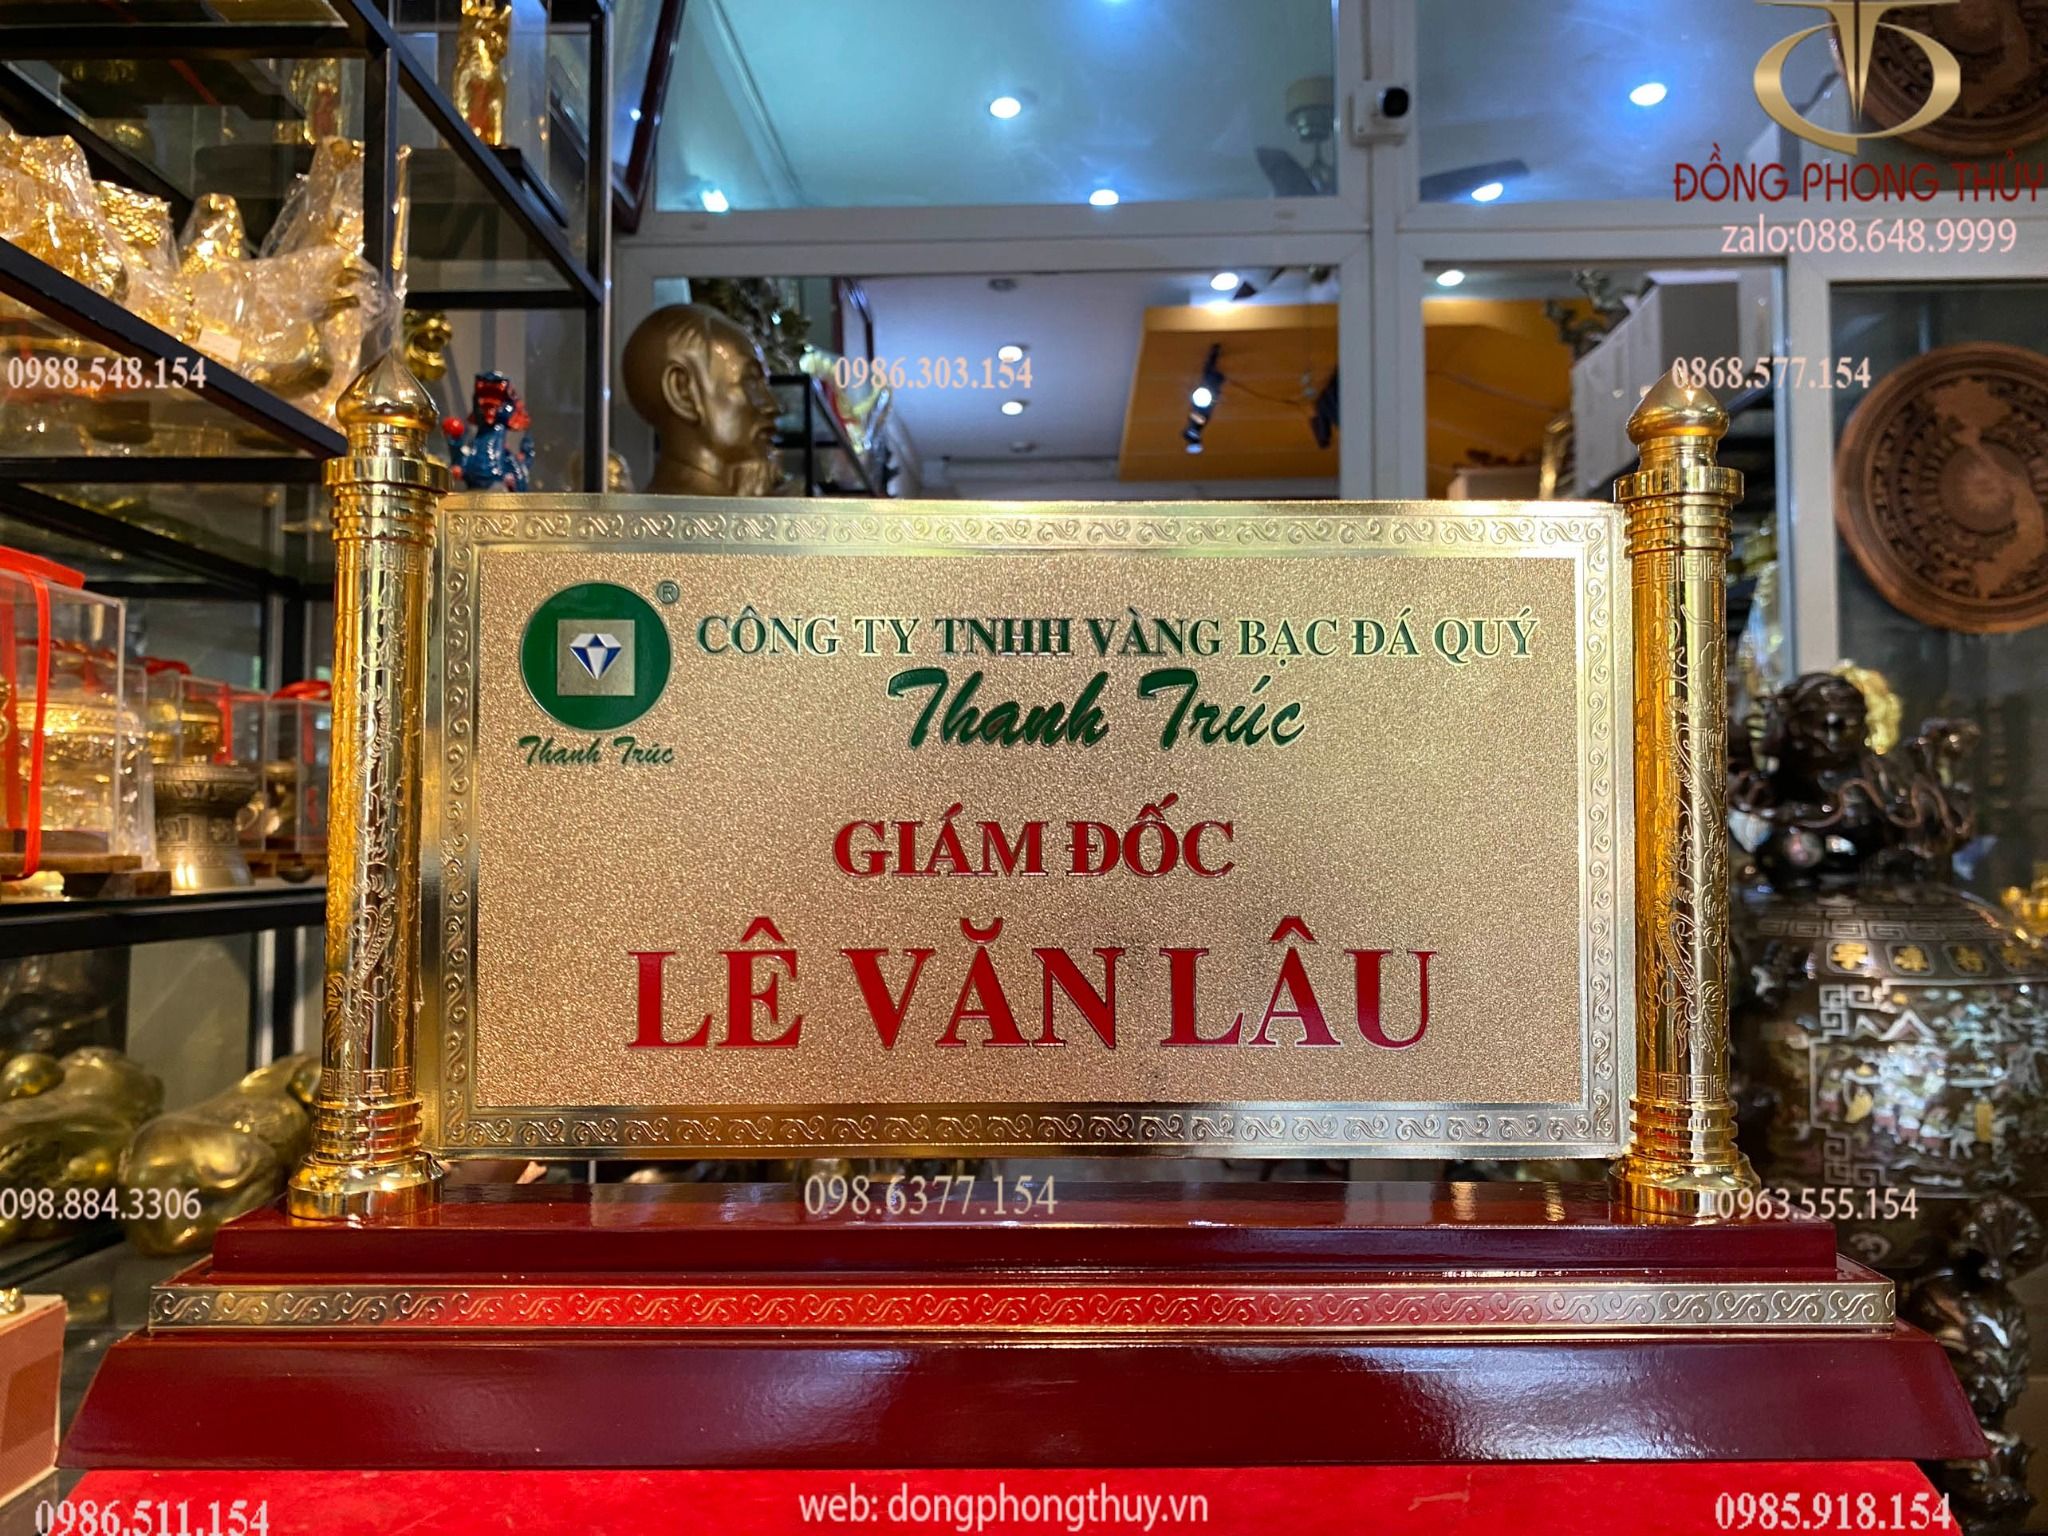 ĐỒNG PHONG THỦY
zalo:088.648.9999
0988.548.154
0986.303.154
0868.577.154
®
CÔNG TY TNHH VÀNG BẠC ĐÁ QUÝ
Thanh Trúc
Thanh Trúc
GIÁM ĐỐC
LÊ VĂN LÂU
098.884.3306
098.6377.154
0963.555.154
0986.511.154
web: dongphongthuy.vn
0985.918.154